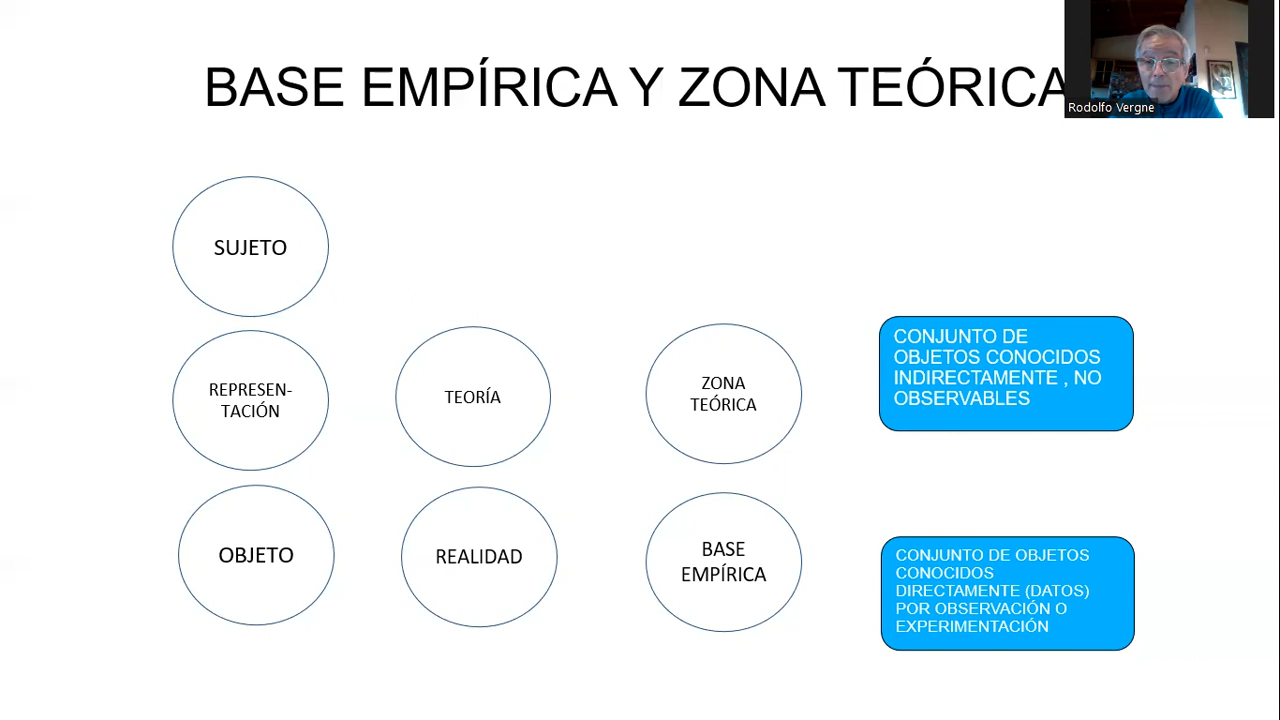 BASE EMPÍRICA Y ZONA TEÓRICA
Rodolfo Vergne
SUJETO
REPRESEN-
TACIÓN
TEORÍA
ZONA
TEÓRICA
CONJUNTO DE
OBJETOS CONOCIDOS
INDIRECTAMENTE , NO
OBSERVABLES
OBJETO
REALIDAD
BASE
EMPÍRICA
CONJUNTO DE OBJETOS
CONOCIDOS
DIRECTAMENTE (DATOS)
POR OBSERVACIÓN O
EXPERIMENTACIÓN